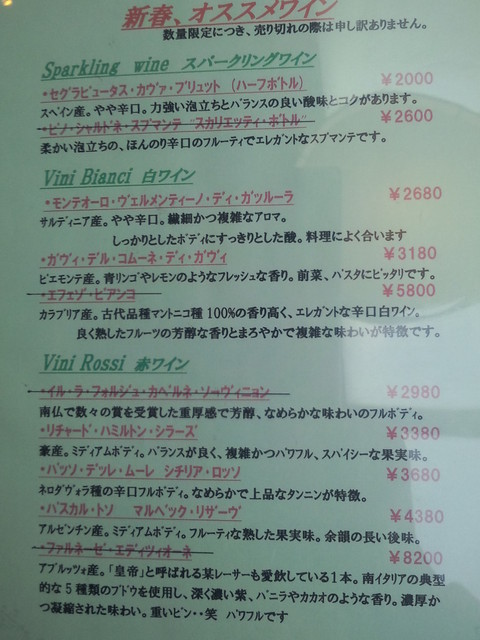 新春、オススメワイン
数量限定につき、売り切れの際は申し訳ありません。
Sparkling wine スパークリングワイン
・セグラビュータス・カヴァ・ブリュット (ハーフボトル) ¥2000
スペイン産。やや辛口。力強い泡立ちとバランスの良い酸味とコクがあります。
・ピノ・シャルドネ・スプマンテ "スカリエッティ・ボトル" ¥2600
柔かい泡立ちの、ほんのり辛口のフルーティでエレガントなスプマンテです。
Vini Bianci 白ワイン
・モンテオーロ・ヴェルメンティーノ・ディ・ガッルーラ ¥2680
サルディニア産。やや辛口。繊細かつ複雑なアロマ。
しっかりとしたボディにすっきりとした酸。料理によく合います
・ガヴィ・デル・コムーネ・ディ・ガヴィ ¥3180
ピエモンテ産。青リンゴやレモンのようなフレッシュな香り。前菜、パスタにピッタリです。
・エフェゾ・ビアンコ ¥5800
カラブリア産。古代品種マントニコ種 100%の香り高く、エレガントな辛口白ワイン。
良く熟したフルーツの芳醇な香りとまろやかで複雑な味わいが特徴です。
Vini Rossi 赤ワイン
・イル・ラ・フォルジュ・カベルネ・ソーヴィニョン ¥2980
南仏で数々の賞を受賞した重厚感で芳醇、なめらかな味わいのフルボディ。
・リチャード・ハミルトン・シラーズ ¥3380
豪産。ミディアムボディ。バランスが良く、複雑かつパワフル、スパイシーな果実味。
・パッソ・デッレ・ムーレ シチリア・ロッソ ¥3680
ネロダヴォラ種の辛口フルボディ。なめらかで上品なタンニンが特徴。
・パスカル・トソ マルベック・リザーヴ ¥4380
アルゼンチン産。ミディアムボディ。フルーティな熟した果実味。余韻の長い後味。
・ファルネーゼ・エディツィオーネ ¥8200
アブルッツォ産。「皇帝」と呼ばれる某レーサーも愛飲している1本。南イタリアの典型
的な5種類のブドウを使用し、深く濃い紫、バニラやカカオのような香り。濃厚か
つ凝縮された味わい。重いビン・・笑 パワフルです